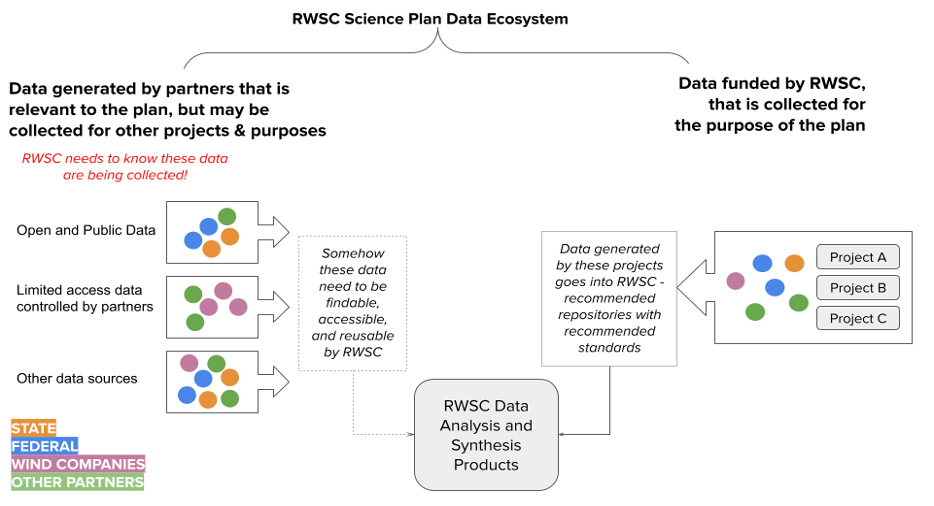 RWSC Science Plan Data Ecosystem
Data generated by partners that is
relevant to the plan, but may be
collected for other projects & purposes
RWSC needs to know these data
are being collected!
Data funded by RWSC,
that is collected for
the purpose of the plan
Open and Public Data
Limited access data
controlled by partners
Other data sources
Somehow
these data
need to be
findable,
accessible,
and reusable
by RWSC
Data generated
by these projects
goes into RWSC -
recommended
repositories with
recommended
standards
Project A
Project B
Project C
RWSC Data
Analysis and
Synthesis
Products
STATE
FEDERAL
WIND COMPANIES
OTHER PARTNERS